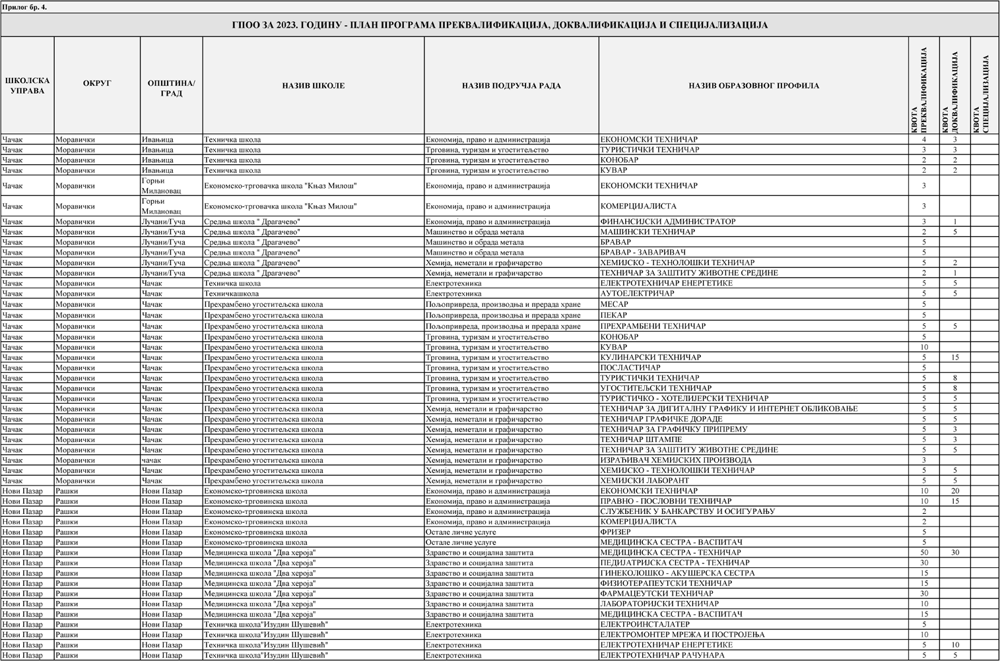 Прилог бр. 4.
ГПОО ЗА 2023. ГОДИНУ - ПЛАН ПРОГРАМА ПРЕКВАЛИФИКАЦИЈА, ДОКВАЛИФИКАЦИЈА И СПЕЦИЈАЛИЗАЦИЈА
ШКОЛСКА УПРАВА ОКРУГ ОПШТИНА/ ГРАД НАЗИВ ШКОЛЕ НАЗИВ ПОДРУЧЈА РАДА НАЗИВ ОБРАЗОВНОГ ПРОФИЛА КВОТА ПРЕКВАЛИФИКАЦИЈА КВОТА ДОКВАЛИФИКАЦИЈА КВОТА СПЕЦИЈАЛИЗАЦИЈА
Чачак Моравички Ивањица Техничка школа Економија, право и администрација ЕКОНОМСКИ ТЕХНИЧАР 4 3
Чачак Моравички Ивањица Техничка школа Трговина, туризам и угоститељство ТУРИСТИЧКИ ТЕХНИЧАР 3 3
Чачак Моравички Ивањица Техничка школа Трговина, туризам и угоститељство КОНОБАР 2 2
Чачак Моравички Ивањица Техничка школа Трговина, туризам и угоститељство КУВАР 2 2
Чачак Моравички Горњи Милановац Економско-трговачка школа "Књаз Милош" Економија, право и администрација ЕКОНОМСКИ ТЕХНИЧАР 3
Чачак Моравички Горњи Милановац Економско-трговачка школа "Књаз Милош" Економија, право и администрација КОМЕРЦИЈАЛИСТА 3
Чачак Моравички Лучани/Гуча Средња школа " Драгачево" Економија, право и администрација ФИНАНСИЈСКИ АДМИНИСТРАТОР 3 1
Чачак Моравички Лучани/Гуча Средња школа " Драгачево" Машинство и обрада метала МАШИНСКИ ТЕХНИЧАР 2 5
Чачак Моравички Лучани/Гуча Средња школа " Драгачево" Машинство и обрада метала БРАВАР 5
Чачак Моравички Лучани/Гуча Средња школа " Драгачево" Машинство и обрада метала БРАВАР - ЗАВАРИВАЧ 5
Чачак Моравички Лучани/Гуча Средња школа " Драгачево" Хемија, неметали и графичарство ХЕМИЈСКО - ТЕХНОЛОШКИ ТЕХНИЧАР 5 2
Чачак Моравички Лучани/Гуча Средња школа " Драгачево" Хемија, неметали и графичарство ТЕХНИЧАР ЗА ЗАШТИТУ ЖИВОТНЕ СРЕДИНЕ 2 1
Чачак Моравички Чачак Техничка школа Електротехника ЕЛЕКТРОТЕХНИЧАР ЕНЕРГЕТИКЕ 5 5
Чачак Моравички Чачак Техничкашкола Електротехника АУТОЕЛЕКТРИЧАР 5 5
Чачак Моравички Чачак Прехрамбено угоститељска школа Пољопривреда, производња и прерада хране МЕСАР 5
Чачак Моравички Чачак Прехрамбено угоститељска школа Пољопривреда, производња и прерада хране ПЕКАР 5
Чачак Моравички Чачак Прехрамбено угоститељска школа Пољопривреда, производња и прерада хране ПРЕХРАМБЕНИ ТЕХНИЧАР 5 5
Чачак Моравички Чачак Прехрамбено угоститељска школа Трговина, туризам и угоститељство КОНОБАР 5
Чачак Моравички Чачак Прехрамбено угоститељска школа Трговина, туризам и угоститељство КУВАР 10
Чачак Моравички Чачак Прехрамбено угоститељска школа Трговина, туризам и угоститељство КУЛИНАРСКИ ТЕХНИЧАР 5 15
Чачак Моравички Чачак Прехрамбено угоститељска школа Трговина, туризам и угоститељство ПОСЛАСТИЧАР 5
Чачак Моравички Чачак Прехрамбено угоститељска школа Трговина, туризам и угоститељство ТУРИСТИЧКИ ТЕХНИЧАР 5 8
Чачак Моравички Чачак Прехрамбено угоститељска школа Трговина, туризам и угоститељство УГОСТИТЕЉСКИ ТЕХНИЧАР 5 8
Чачак Моравички Чачак Прехрамбено угоститељска школа Трговина, туризам и угоститељство ТУРИСТИЧКО - ХОТЕЛИЈЕРСКИ ТЕХНИЧАР 5 5
Чачак Моравички Чачак Прехрамбено угоститељска школа Хемија, неметали и графичарство ТЕХНИЧАР ЗА ДИГИТАЛНУ ГРАФИКУ И ИНТЕРНЕТ ОБЛИКОВАЊЕ 5 5
Чачак Моравички Чачак Прехрамбено угоститељска школа Хемија, неметали и графичарство ТЕХНИЧАР ГРАФИЧКЕ ДОРАДЕ 5 5
Чачак Моравички Чачак Прехрамбено угоститељска школа Хемија, неметали и графичарство ТЕХНИЧАР ЗА ГРАФИЧКУ ПРИПРЕМУ 5 3
Чачак Моравички Чачак Прехрамбено угоститељска школа Хемија, неметали и графичарство ТЕХНИЧАР ШТАМПЕ 5 3
Чачак Моравички Чачак Прехрамбено угоститељска школа Хемија, неметали и графичарство ТЕХНИЧАР ЗА ЗАШТИТУ ЖИВОТНЕ СРЕДИНЕ 5 5
Чачак Моравички чачак Прехрамбено угоститељска школа Хемија, неметали и графичарство ИЗРАЂИВАЧ ХЕМИЈСКИХ ПРОИЗВОДА 3
Чачак Моравички Чачак Прехрамбено угоститељска школа Хемија, неметали и графичарство ХЕМИЈСКО - ТЕХНОЛОШКИ ТЕХНИЧАР 5 5
Чачак Моравички Чачак Прехрамбено угоститељска школа Хемија, неметали и графичарство ХЕМИЈСКИ ЛАБОРАНТ 5 5
Нови Пазар Рашки Нови Пазар Економско-трговинска школа Економија, право и администрација ЕКОНОМСКИ ТЕХНИЧАР 10 20
Нови Пазар Рашки Нови Пазар Економско-трговинска школа Економија, право и администрација ПРАВНО - ПОСЛОВНИ ТЕХНИЧАР 10 15
Нови Пазар Рашки Нови Пазар Економско-трговинска школа Економија, право и администрација СЛУЖБЕНИК У БАНКАРСТВУ И ОСИГУРАЊУ 2
Нови Пазар Рашки Нови Пазар Економско-трговинска школа Економија, право и администрација КОМЕРЦИЈАЛИСТА 2
Нови Пазар Рашки Нови Пазар Економско-трговинска школа Остале личне услуге ФРИЗЕР 5
Нови Пазар Рашки Нови Пазар Економско-трговинска школа Остале личне услуге МЕДИЦИНСКА СЕСТРА - ВАСПИТАЧ 5
Нови Пазар Рашки Нови Пазар Медицинска школа "Два хероја" Здравство и социјална заштита МЕДИЦИНСКА СЕСТРА - ТЕХНИЧАР 50 30
Нови Пазар Рашки Нови Пазар Медицинска школа "Два хероја" Здравство и социјална заштита ПЕДИЈАТРИЈСКА СЕСТРА - ТЕХНИЧАР 30
Нови Пазар Рашки Нови Пазар Медицинска школа "Два хероја" Здравство и социјална заштита ГИНЕКОЛОШКО - АКУШЕРСКА СЕСТРА 15
Нови Пазар Рашки Нови Пазар Медицинска школа "Два хероја" Здравство и социјална заштита ФИЗИОТЕРАПЕУТСКИ ТЕХНИЧАР 15
Нови Пазар Рашки Нови Пазар Медицинска школа "Два хероја" Здравство и социјална заштита ФАРМАЦЕУТСКИ ТЕХНИЧАР 30
Нови Пазар Рашки Нови Пазар Медицинска школа "Два хероја" Здравство и социјална заштита ЛАБОРАТОРИЈСКИ ТЕХНИЧАР 10
Нови Пазар Рашки Нови Пазар Медицинска школа "Два хероја" Здравство и социјална заштита МЕДИЦИНСКА СЕСТРА - ВАСПИТАЧ 15
Нови Пазар Рашки Нови Пазар Техничка школа"Изудин Шушевић" Електротехника ЕЛЕКТРОИНСТАЛАТЕР 5
Нови Пазар Рашки Нови Пазар Техничка школа"Изудин Шушевић" Електротехника ЕЛЕКТРОМОНТЕР МРЕЖА И ПОСТРОЈЕЊА 10
Нови Пазар Рашки Нови Пазар Техничка школа"Изудин Шушевић" Електротехника ЕЛЕКТРОТЕХНИЧАР ЕНЕРГЕТИКЕ 5 10
Нови Пазар Рашки Нови Пазар Техничка школа"Изудин Шушевић" Електротехника ЕЛЕКТРОТЕХНИЧАР РАЧУНАРА 5 5